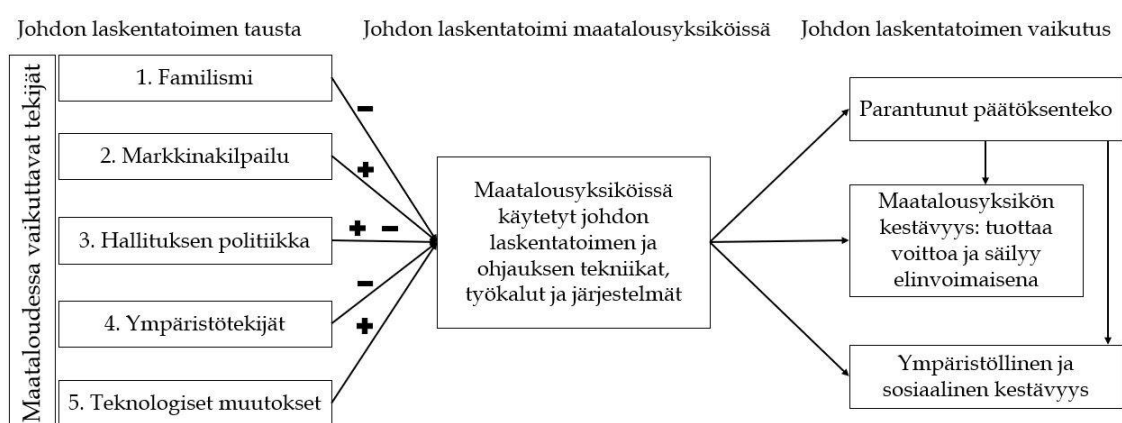 Johdon laskentatoimen tausta
Johdon laskentatoimi maatalousyksiköissä
Johdon laskentatoimen vaikutus
Maataloudessa vaikuttavat tekijät
1. Familismi
2. Markkinakilpailu
3. Hallituksen politiikka
4. Ympäristötekijät
5. Teknologiset muutokset
−
+
+ −
−
+
Maatalousyksiköissä
käytetyt johdon
laskentatoimen ja
ohjauksen tekniikat,
työkalut ja järjestelmät
Parantunut päätöksenteko
Maatalousyksikön
kestävyys: tuottaa
voittoa ja säilyy
elinvoimaisena
Ympäristöllinen ja
sosiaalinen kestävyys